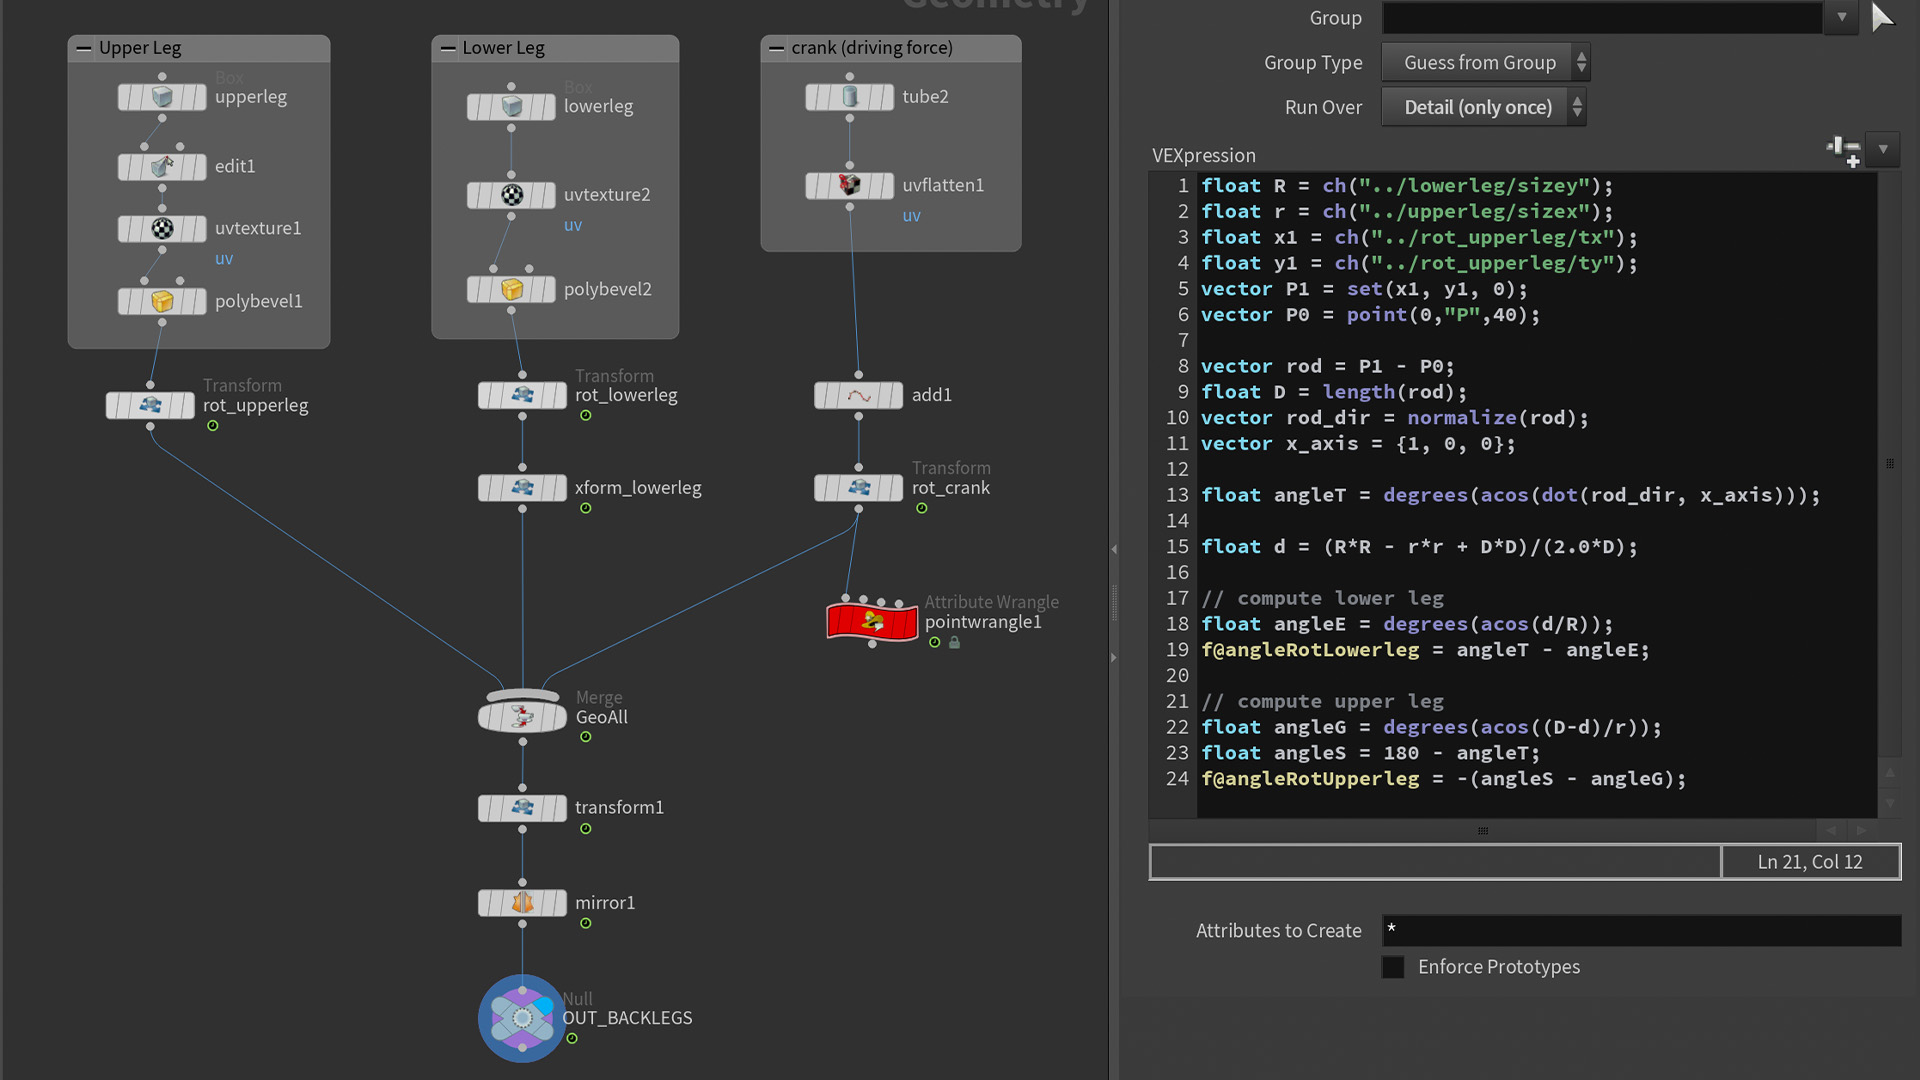 Geometry
Upper Leg
Box
upperleg
edit1
uvtexture1
uv
polybevel1
Transform
rot_upperleg
Lower Leg
Box
lowerleg
uvtexture2
uv
polybevel2
Transform
rot_lowerleg
xform_lowerleg
crank (driving force)
tube2
uvflatten1
uv
add1
Transform
rot_crank
Attribute Wrangle
pointwrangle1
Merge
GeoAll
transform1
mirror1
Null
OUT_BACKLEGS
Group
Group Type Guess from Group
Run Over Detail (only once)
VEXpression
1 float R = ch("../lowerleg/sizey");
2 float r = ch("../upperleg/sizex");
3 float x1 = ch("../rot_upperleg/tx");
4 float y1 = ch("../rot_upperleg/ty");
5 vector P1 = set(x1, y1, 0);
6 vector P0 = point(0,"P",40);
7
8 vector rod = P1 - P0;
9 float D = length(rod);
10 vector rod_dir = normalize(rod);
11 vector x_axis = {1, 0, 0};
12
13 float angleT = degrees(acos(dot(rod_dir, x_axis)));
14
15 float d = (R*R - r*r + D*D)/(2.0*D);
16
17 // compute lower leg
18 float angleE = degrees(acos(d/R));
19 f@angleRotLowerleg = angleT - angleE;
20
21 // compute upper leg
22 float angleG = degrees(acos((D-d)/r));
23 float angleS = 180 - angleT;
24 f@angleRotUpperleg = -(angleS - angleG);
Ln 21, Col 12
Attributes to Create *
Enforce Prototypes